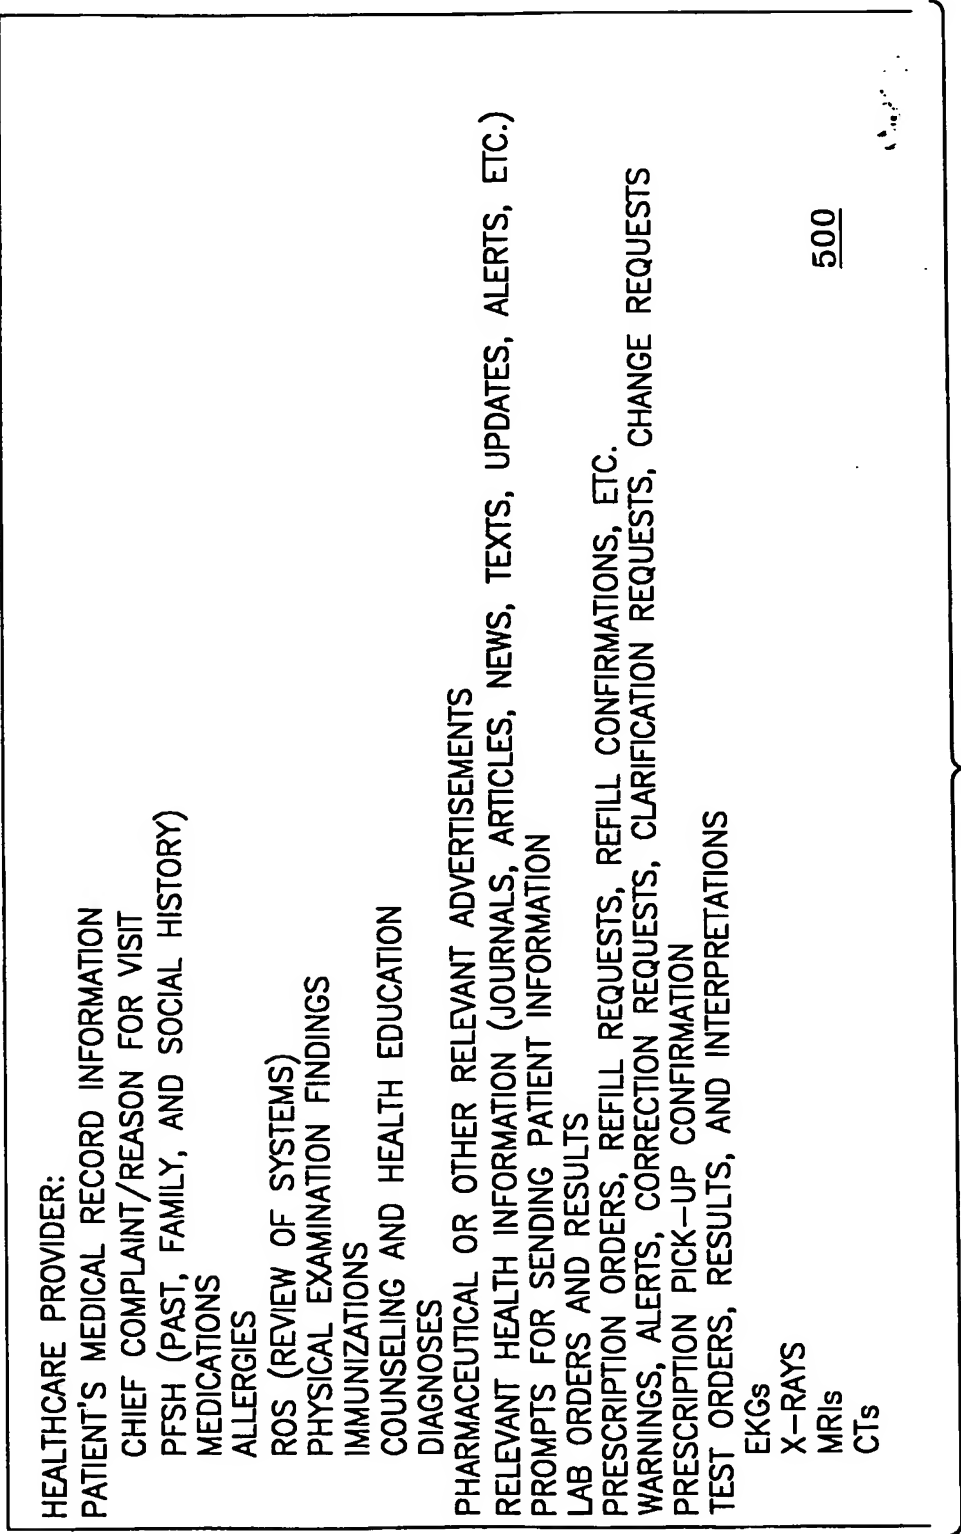 HEALTHCARE PROVIDER:
PATIENT'S MEDICAL RECORD INFORMATION
CHIEF COMPLAINT/REASON FOR VISIT
PFSH (PAST, FAMILY, AND SOCIAL HISTORY)
MEDICATIONS
ALLERGIES
ROS (REVIEW OF SYSTEMS)
PHYSICAL EXAMINATION FINDINGS
IMMUNIZATIONS
COUNSELING AND HEALTH EDUCATION
DIAGNOSES
PHARMACEUTICAL OR OTHER RELEVANT ADVERTISEMENTS
RELEVANT HEALTH INFORMATION (JOURNALS, ARTICLES, NEWS, TEXTS, UPDATES, ALERTS, ETC.)
PROMPTS FOR SENDING PATIENT INFORMATION
LAB ORDERS AND RESULTS
PRESCRIPTION ORDERS, REFILL REQUESTS, REFILL CONFIRMATIONS, ETC.
WARNINGS, ALERTS, CORRECTION REQUESTS, CLARIFICATION REQUESTS, CHANGE REQUESTS
PRESCRIPTION PICK-UP CONFIRMATION
TEST ORDERS, RESULTS, AND INTERPRETATIONS
EKGs
X-RAYS
MRIs
CTs
500